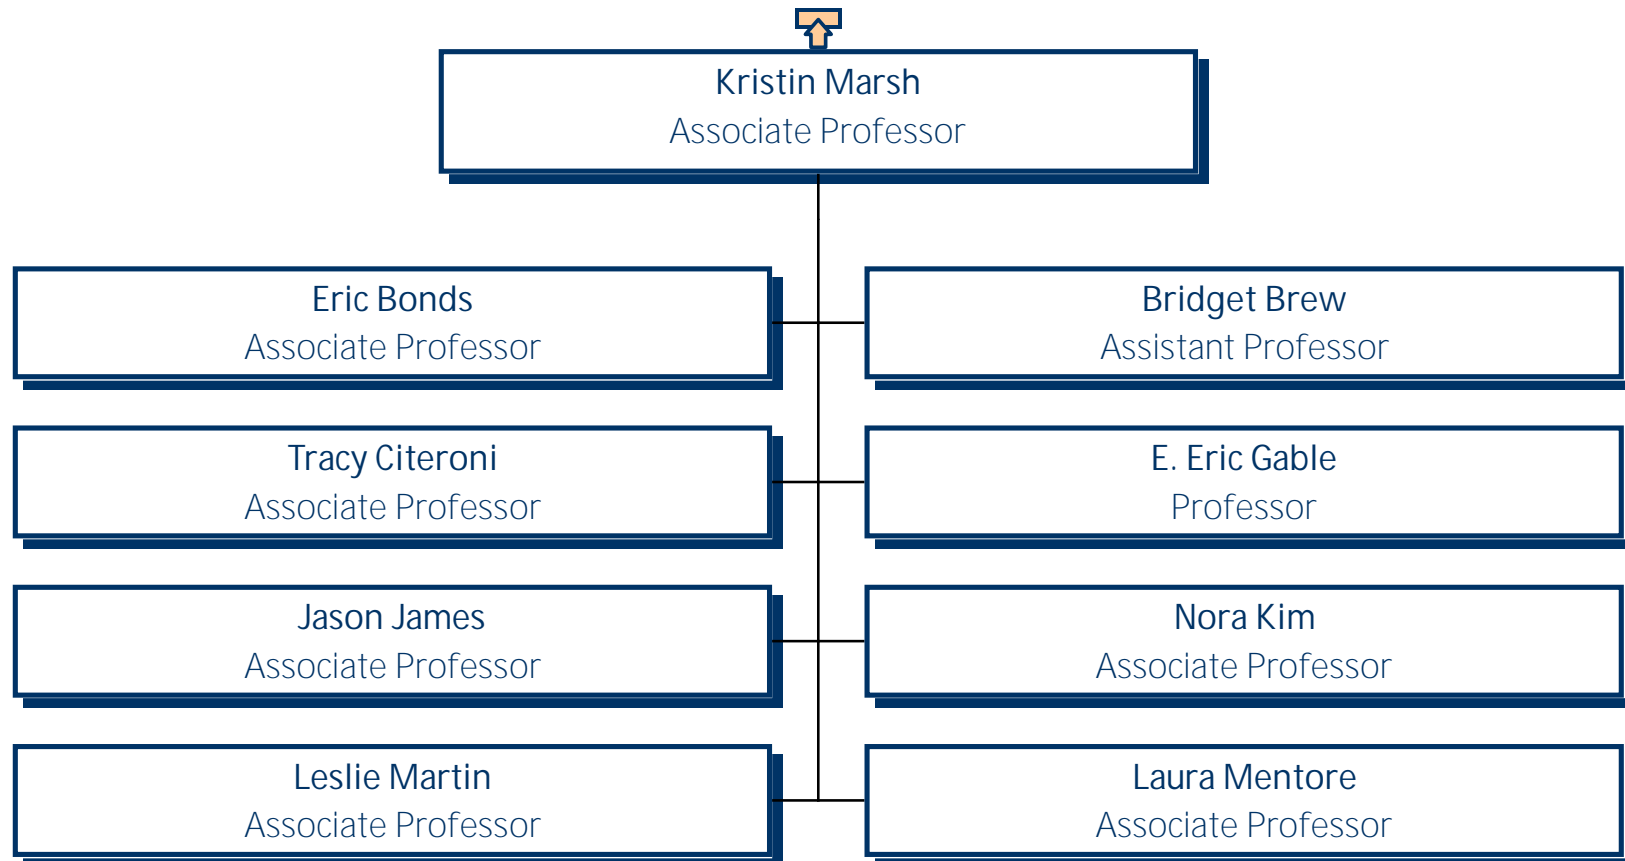 Kristin Marsh
Associate Professor
Eric Bonds
Associate Professor
Bridget Brew
Assistant Professor
Tracy Citeroni
Associate Professor
E. Eric Gable
Professor
Jason James
Associate Professor
Nora Kim
Associate Professor
Leslie Martin
Associate Professor
Laura Mentore
Associate Professor